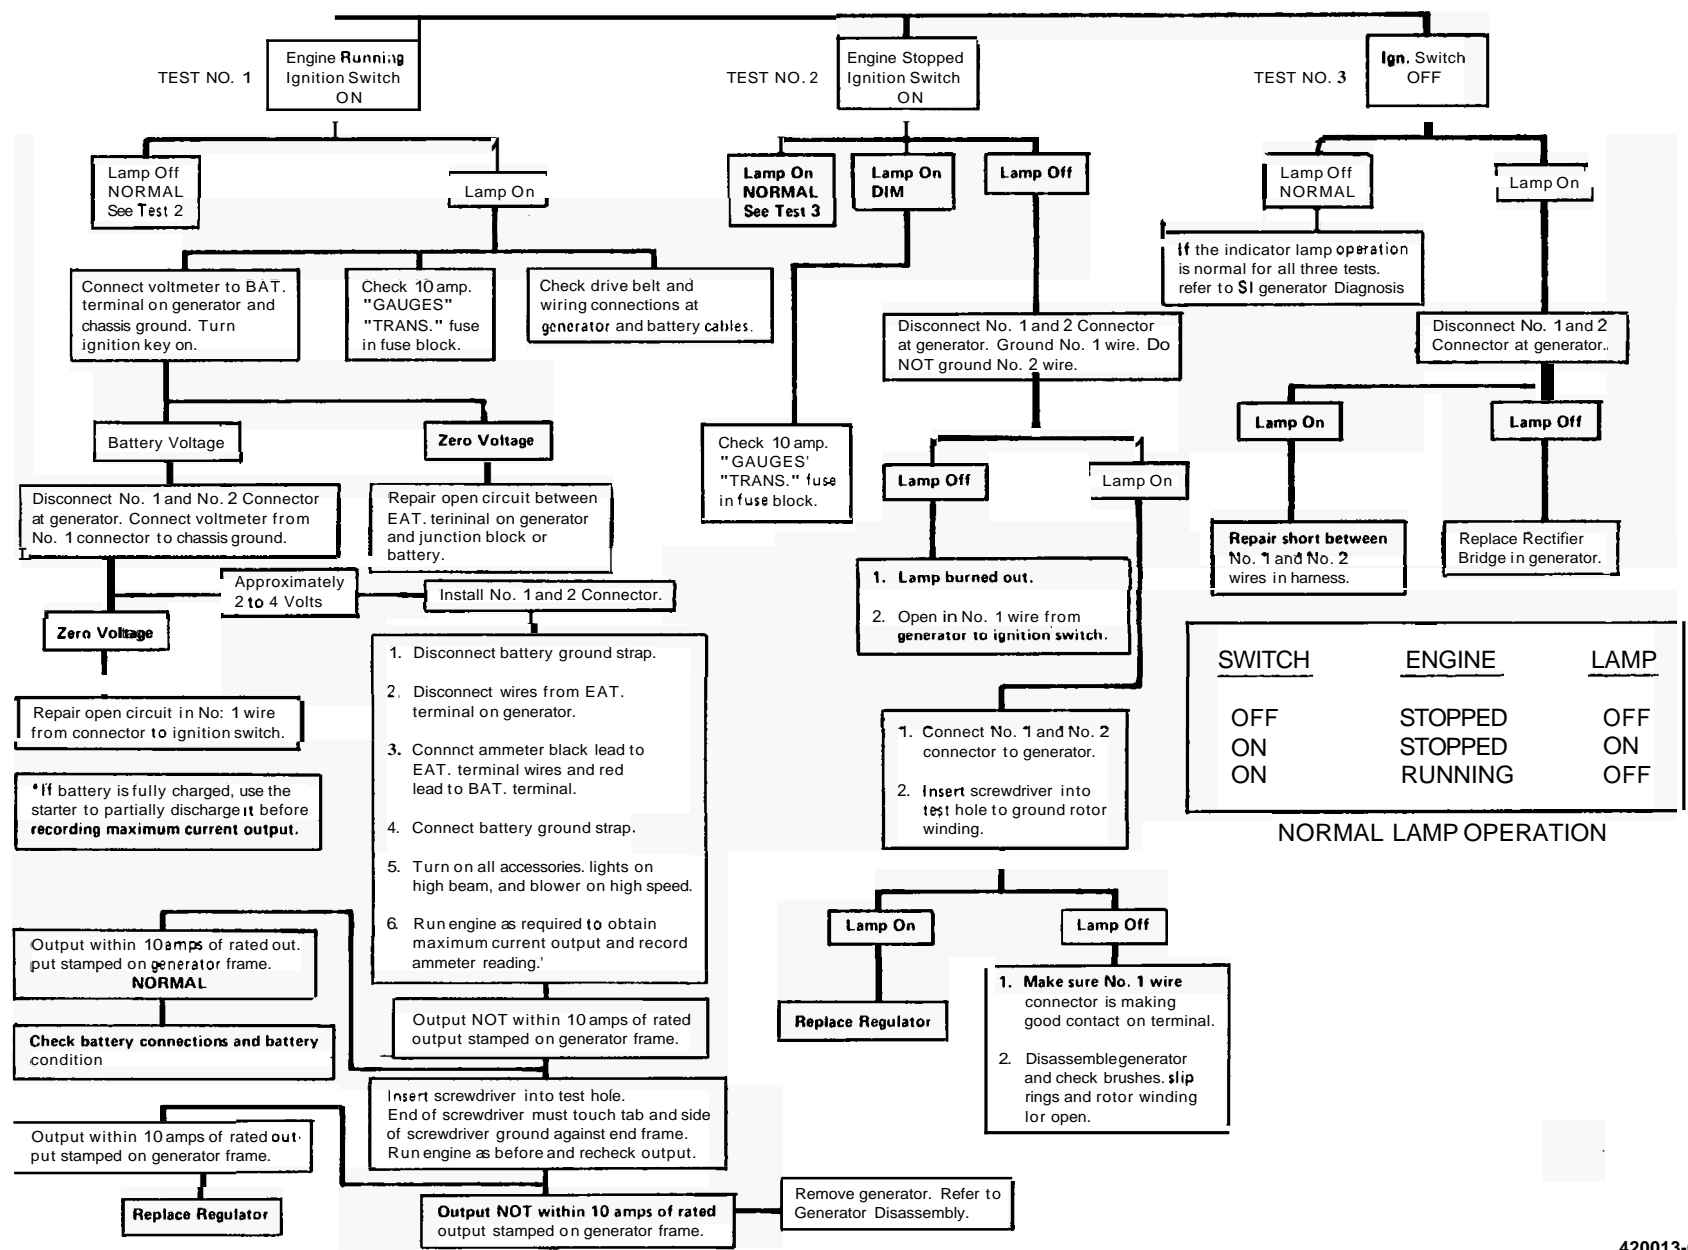 TEST NO. 1
Engine Running
Ignition Switch
ON
TEST NO. 2
Engine Stopped
Ignition Switch
ON
TEST NO. 3
Ign. Switch
OFF
Lamp Off
NORMAL
See Test 2
Lamp On
Lamp On
NORMAL
See Test 3
Lamp On
DIM
Lamp Off
Lamp Off
NORMAL
Lamp On
If the indicator lamp operation
is normal for all three tests.
refer to SI generator Diagnosis
Connect voltmeter to BAT.
terminal on generator and
chassis ground. Turn
ignition key on.
Check 10 amp.
"GAUGES"
"TRANS." fuse
in fuse block.
Check drive belt and
wiring connections at
generator and battery cables.
Disconnect No. 1 and 2 Connector
at generator. Ground No. 1 wire. Do
NOT ground No. 2 wire.
Disconnect No. 1 and 2
Connector at generator..
Battery Voltage
Zero Voltage
Check 10 amp.
"GAUGES'
"TRANS." fuse
in fuse block.
Lamp Off
Lamp On
Lamp On
Lamp Off
Disconnect No. 1 and No. 2 Connector
at generator. Connect voltmeter from
No. 1 connector to chassis ground.
Repair open circuit between
EAT. terininal on generator
and junction block or
battery.
Repair short between
No. 1 and No. 2
wires in harness.
Replace Rectifier
Bridge in generator.
Approximately
2 to 4 Volts
Install No. 1 and 2 Connector.
Zero Voltage
1. Lamp burned out.
2. Open in No. 1 wire from
generator to ignition switch.
Repair open circuit in No: 1 wire
from connector to ignition switch.
*If battery is fully charged, use the
starter to partially discharge it before
recording maximum current output.
1. Disconnect battery ground strap.
2. Disconnect wires from EAT.
terminal on generator.
3. Connnct ammeter black lead to
EAT. terminal wires and red
lead to BAT. terminal.
4. Connect battery ground strap.
5. Turn on all accessories. lights on
high beam, and blower on high speed.
6. Run engine as required to obtain
maximum current output and record
ammeter reading.'
1. Connect No. 1 and No. 2
connector to generator.
2. Insert screwdriver into
test hole to ground rotor
winding.
SWITCH ENGINE LAMP
OFF STOPPED OFF
ON STOPPED ON
ON RUNNING OFF
NORMAL LAMP OPERATION
Lamp On
Lamp Off
Output within 10 amps of rated out.
put stamped on generator frame.
NORMAL
Check battery connections and battery
condition
Output NOT within 10 amps of rated
output stamped on generator frame.
Replace Regulator
1. Make sure No. 1 wire
connector is making
good contact on terminal.
2. Disassemble generator
and check brushes. slip
rings and rotor winding
lor open.
Insert screwdriver into test hole.
End of screwdriver must touch tab and side
of screwdriver ground against end frame.
Run engine as before and recheck output.
Output within 10 amps of rated out-
put stamped on generator frame.
Replace Regulator
Output NOT within 10 amps of rated
output stamped on generator frame.
Remove generator. Refer to
Generator Disassembly.